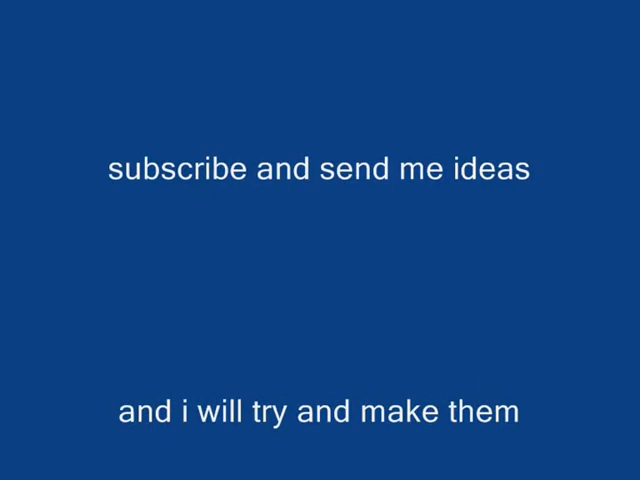 subscribe and send me ideas
and i will try and make them